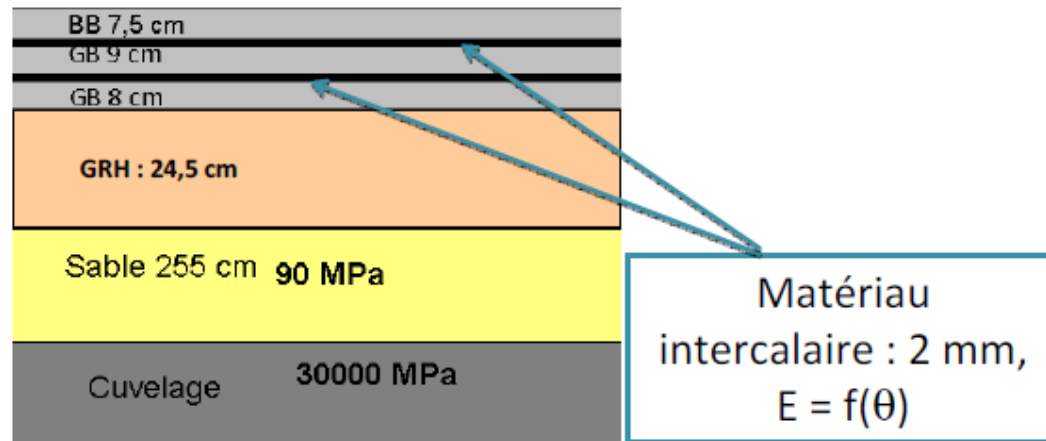 BB 7,5 cm
GB 9 cm
GB 8 cm
GRH : 24,5 cm
Sable 255 cm 90 MPa
Cuvelage 30000 MPa
Matériau
intercalaire : 2 mm,
E = f(θ)